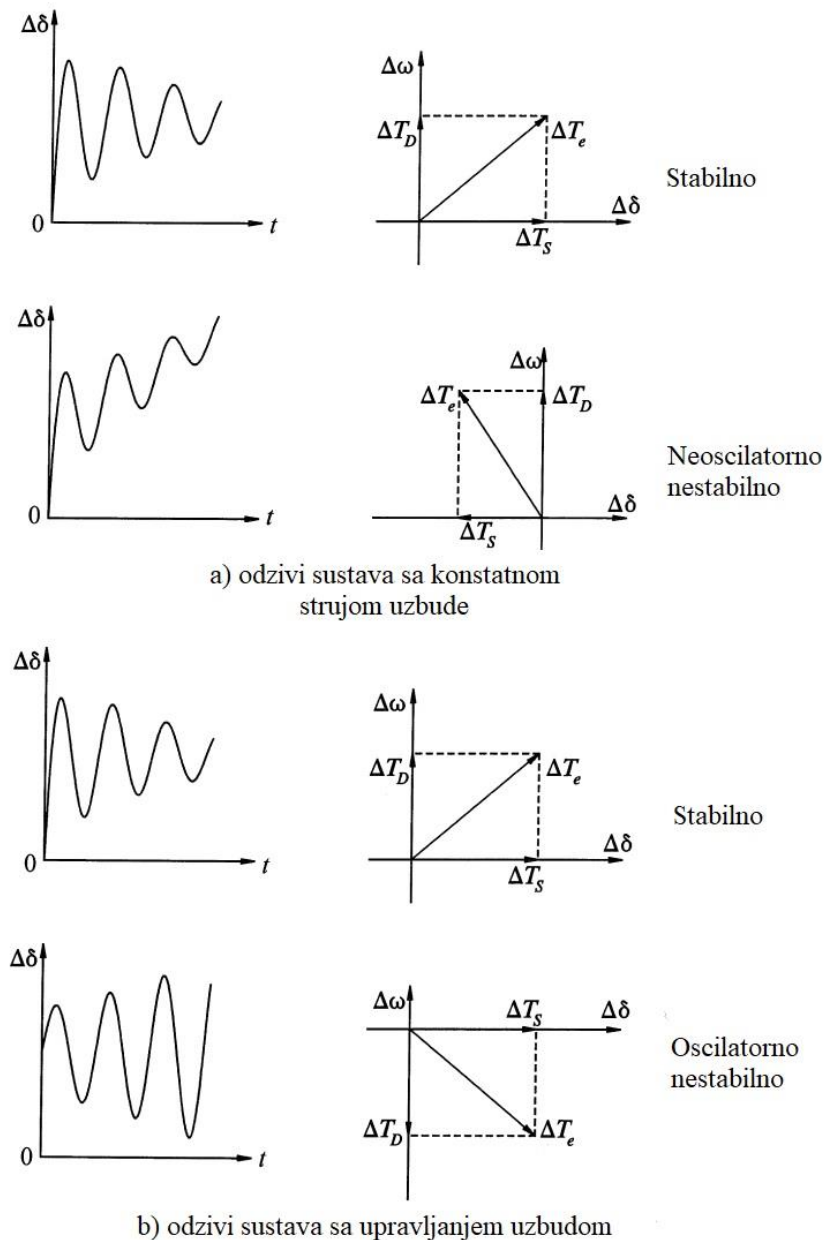 Δδ
0
t
Δω
ΔT_D
ΔT_e
ΔT_S
Δδ
Stabilno
Δδ
0
t
Δω
ΔT_e
ΔT_D
Δδ
ΔT_S
Neoscilatorno
nestabilno
a) odzivi sustava sa konstatnom
strujom uzbude
Δδ
0
t
Δω
ΔT_D
ΔT_e
Δδ
ΔT_S
Stabilno
Δδ
0
t
Δω
ΔT_S
Δδ
ΔT_D
ΔT_e
Oscilatorno
nestabilno
b) odzivi sustava sa upravljanjem uzbudom